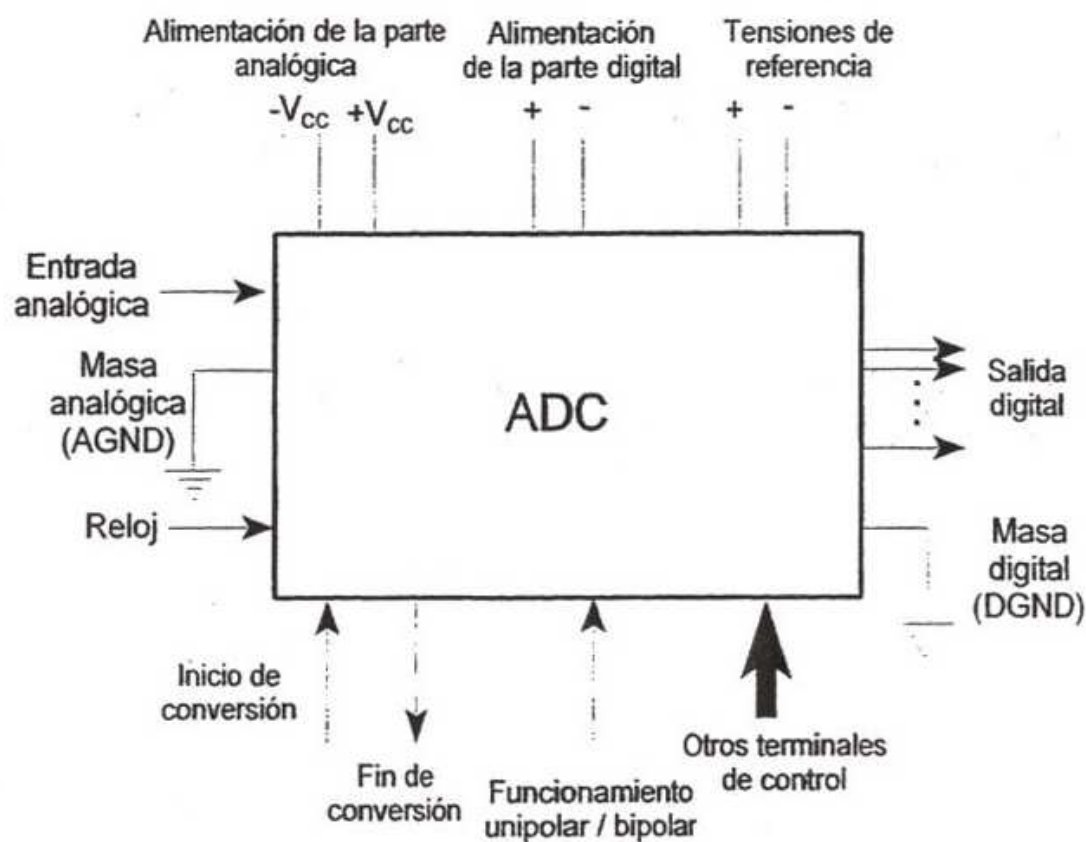 Alimentación de la parte
analógica
-Vcc +Vcc
Alimentación
de la parte digital
+ -
Tensiones de
referencia
+ -
Entrada
analógica
Masa
analógica
(AGND)
Reloj
ADC
Salida
digital
Masa
digital
(DGND)
Inicio de
conversión
Fin de
conversión
Funcionamiento
unipolar / bipolar
Otros terminales
de control